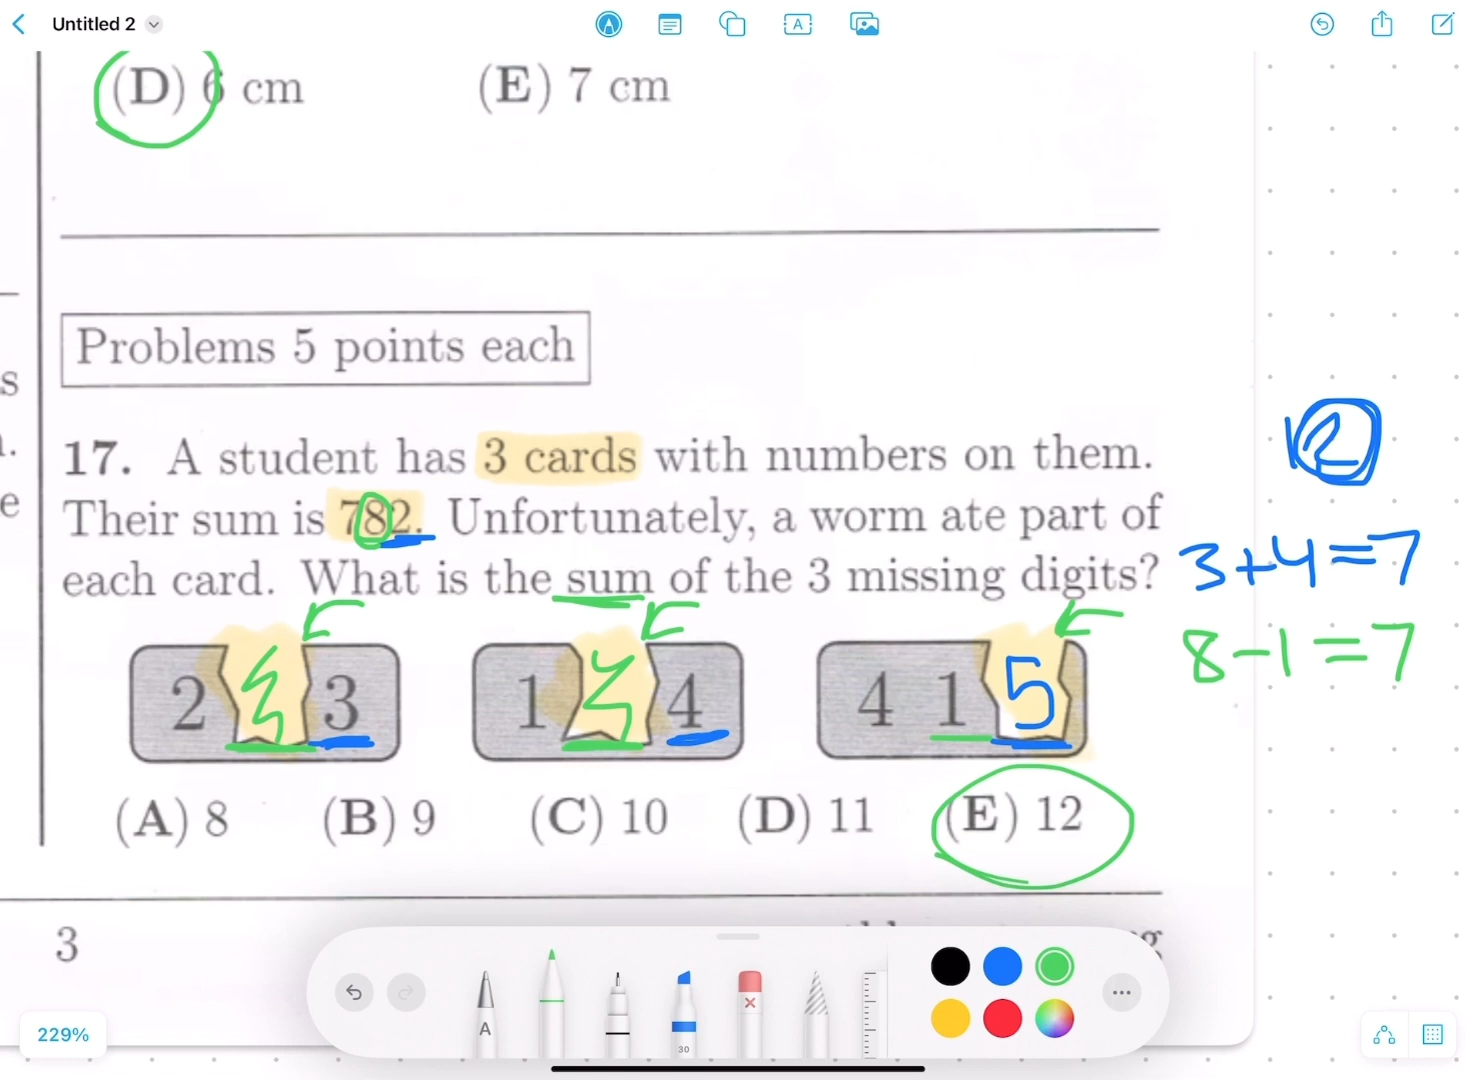 Untitled 2
(D) 6 cm (E) 7 cm
s
Problems 5 points each
17. A student has 3 cards with numbers on them.
e Their sum is 782. Unfortunately, a worm ate part of
each card. What is the sum of the 3 missing digits?
12
3+4=7
8-1=7
2 3 1 4 4 1 5
(A) 8 (B) 9 (C) 10 (D) 11 (E) 12
3
g
A
30
229%